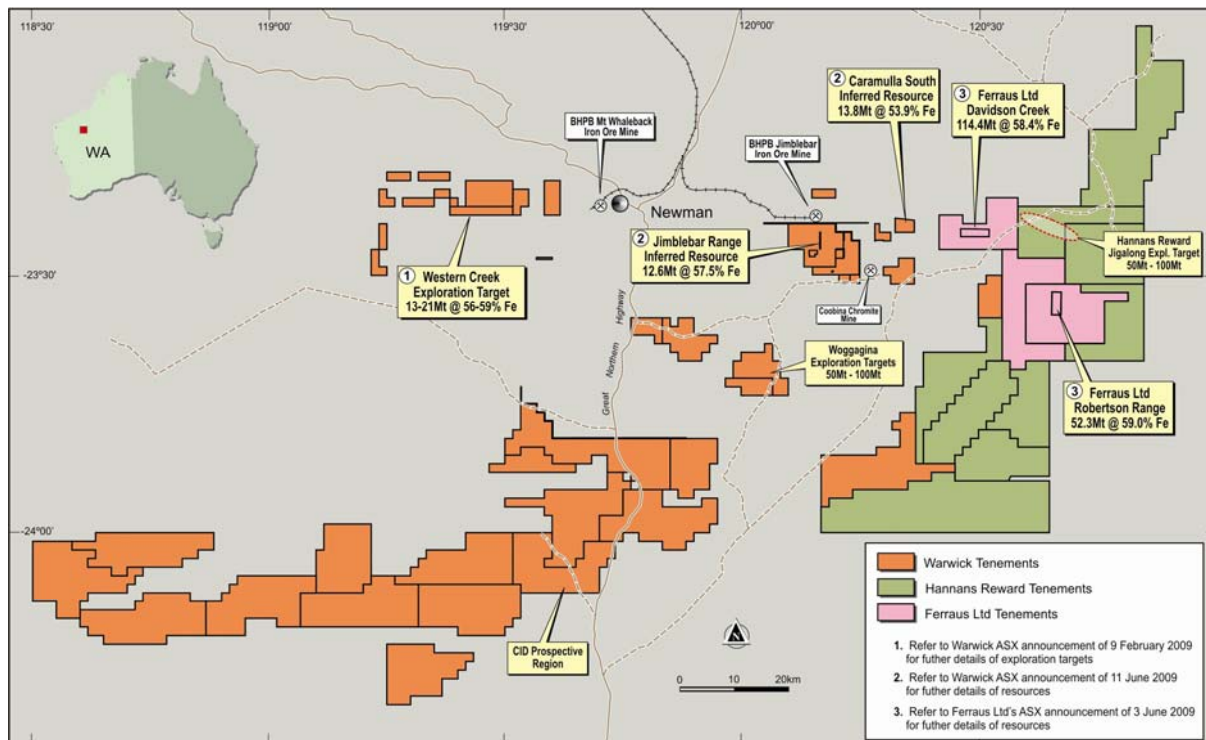 118°30'
119°00'
119°30'
120°00'
120°30'
-23°30'
-24°00'
WA
BHPB Mt Whaleback
Iron Ore Mine
Newman
BHPB Jimblebar
Iron Ore Mine
2 Caramulla South
Inferred Resource
13.8Mt @ 53.9% Fe
3 Ferraus Ltd
Davidson Creek
114.4Mt @ 58.4% Fe
2 Jimblebar Range
Inferred Resource
12.6Mt @ 57.5% Fe
Hannans Reward
Jigalong Expl. Target
50Mt - 100Mt
1 Western Creek
Exploration Target
13-21Mt @ 56-59% Fe
Coobina Chromite
Mine
Great Northern Highway
Woggagina
Exploration Targets
50Mt - 100Mt
3 Ferraus Ltd
Robertson Range
52.3Mt @ 59.0% Fe
CID Prospective
Region
N
0 10 20km
Warwick Tenements
Hannans Reward Tenements
Ferraus Ltd Tenements
1. Refer to Warwick ASX announcement of 9 February 2009
for futher details of exploration targets
2. Refer to Warwick ASX announcement of 11 June 2009
for futher details of resources
3. Refer to Ferraus Ltd's ASX announcement of 3 June 2009
for futher details of resources